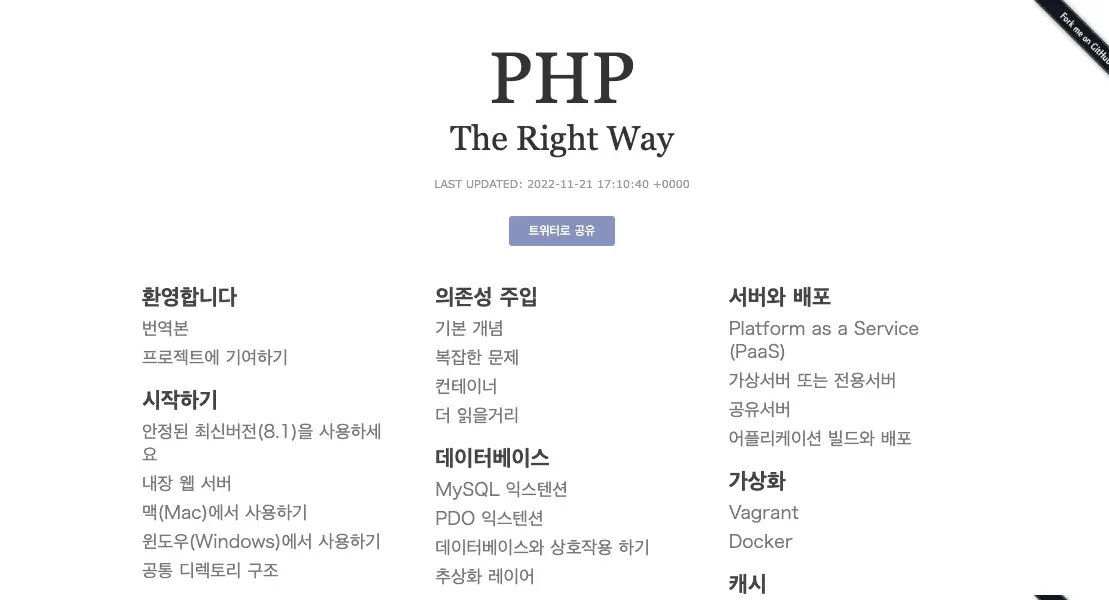 Fork me on GitHub
PHP
The Right Way
LAST UPDATED: 2022-11-21 17:10:40 +0000
트위터로 공유
환영합니다
번역본
프로젝트에 기여하기
시작하기
안정된 최신버전(8.1)을 사용하세
요
내장 웹 서버
맥(Mac)에서 사용하기
윈도우(Windows)에서 사용하기
공통 디렉토리 구조
의존성 주입
기본 개념
복잡한 문제
컨테이너
더 읽을거리
데이터베이스
MySQL 익스텐션
PDO 익스텐션
데이터베이스와 상호작용 하기
추상화 레이어
서버와 배포
Platform as a Service
(PaaS)
가상서버 또는 전용서버
공유서버
어플리케이션 빌드와 배포
가상화
Vagrant
Docker
캐시